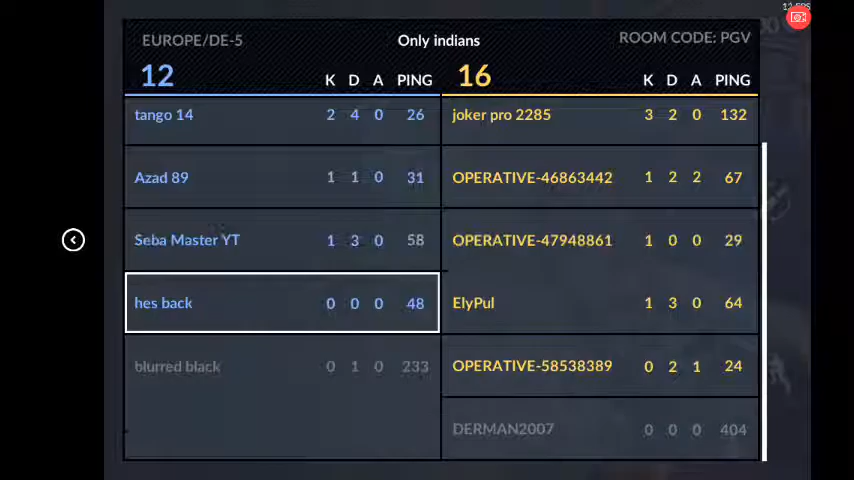 EUROPE/DE-5 Only indians ROOM CODE: PGV
12 K D A PING 16 K D A PING
tango 14 2 4 0 26 joker pro 2285 3 2 0 132
Azad 89 1 1 0 31 OPERATIVE-46863442 1 2 2 67
Seba Master YT 1 3 0 58 OPERATIVE-47948861 1 0 0 29
hes back 0 0 0 48 ElyPul 1 3 0 64
blurred black 0 1 0 233 OPERATIVE-58538389 0 2 1 24
DERMAN2007 0 0 0 404